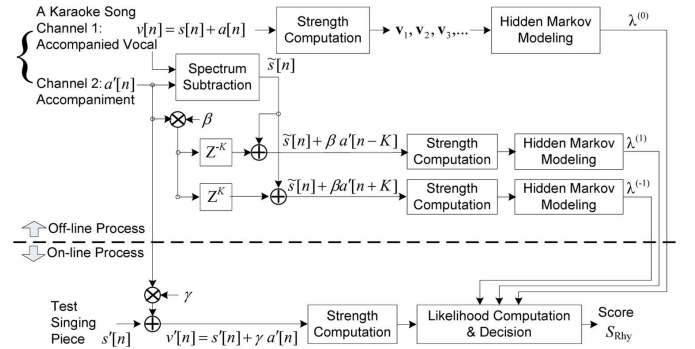 A Karaoke Song
Channel 1: v[n] = s[n] + a[n]
Accompanied Vocal
Strength Computation
v₁, v₂, v₃,...
Hidden Markov Modeling
λ⁽⁰⁾
Channel 2: a′[n]
Accompaniment
Spectrum Subtraction
s̃[n]
β
Z⁻ᴷ
s̃[n] + β a′[n−K]
Strength Computation
Hidden Markov Modeling
λ⁽¹⁾
Zᴷ
s̃[n] + βa′[n+K]
Strength Computation
Hidden Markov Modeling
λ⁽⁻¹⁾
Off-line Process
On-line Process
γ
Test Singing Piece
s′[n]
v′[n] = s′[n] + γ a′[n]
Strength Computation
Likelihood Computation & Decision
Score
S_Rhy